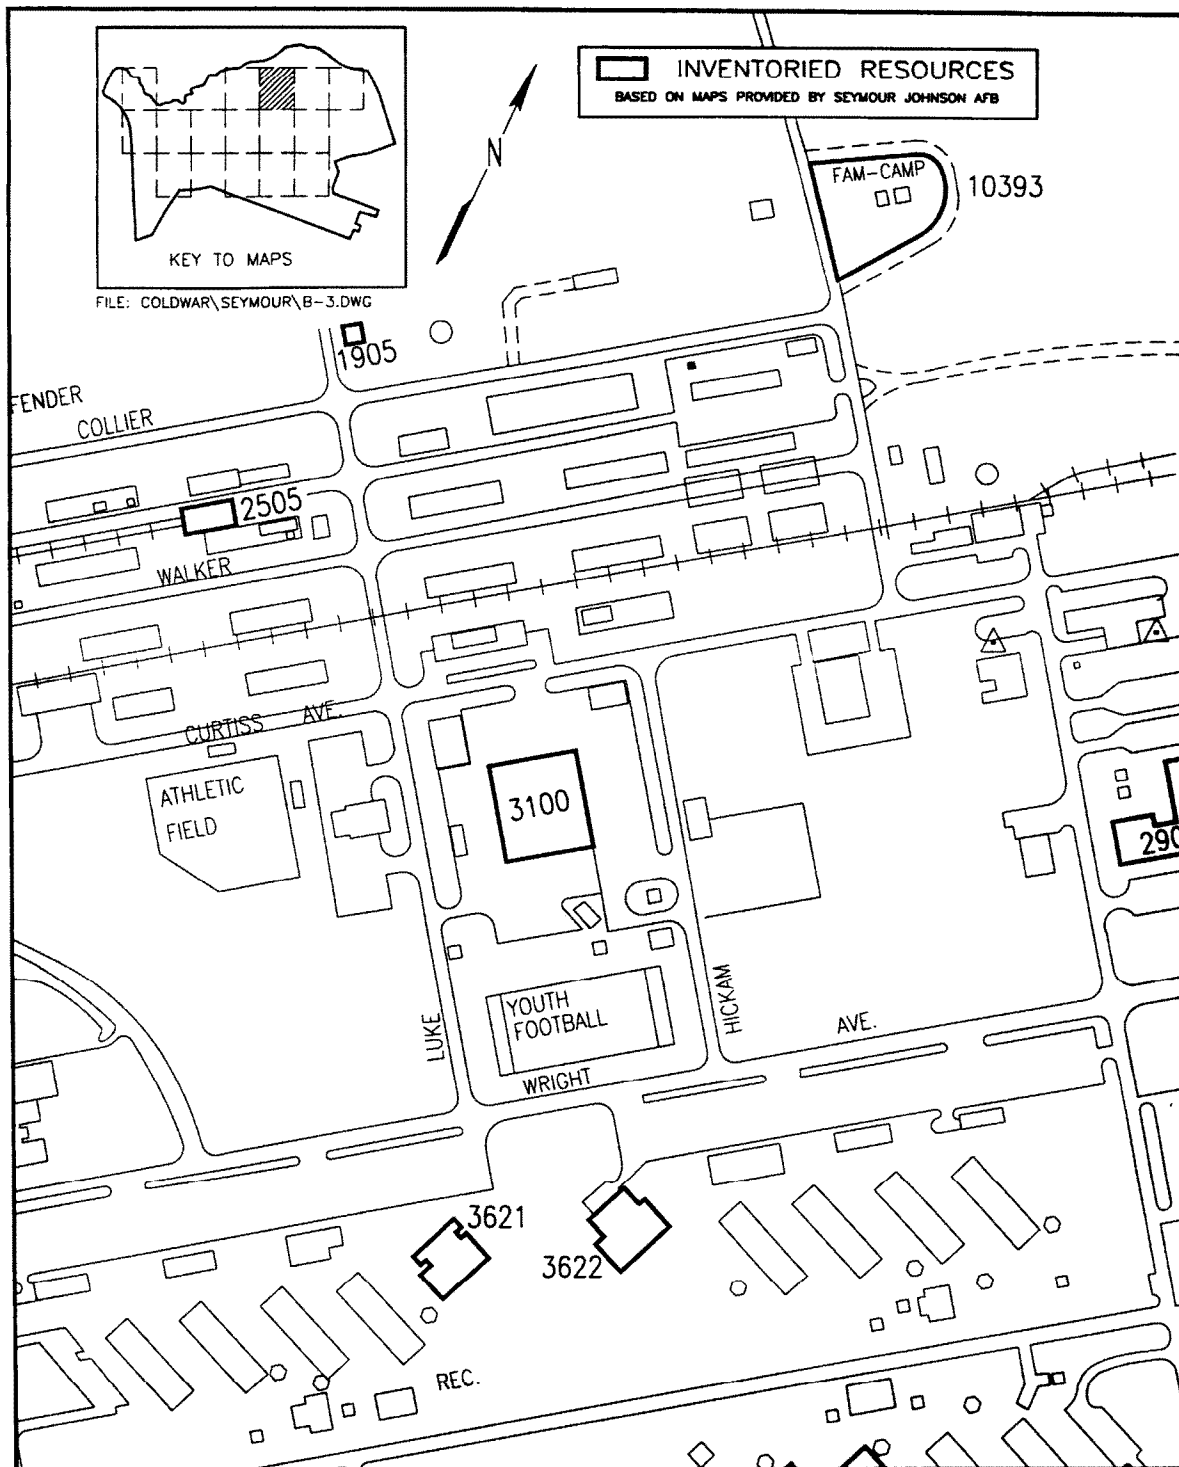 INVENTORIED RESOURCES
BASED ON MAPS PROVIDED BY SEYMOUR JOHNSON AFB
N
KEY TO MAPS
FILE: COLDWAR\SEYMOUR\B-3.DWG
FAM-CAMP
10393
1905
FENDER
COLLIER
2505
WALKER
CURTISS AVE.
ATHLETIC
FIELD
3100
290
LUKE
YOUTH
FOOTBALL
HICKAM
AVE.
WRIGHT
3621
3622
REC.